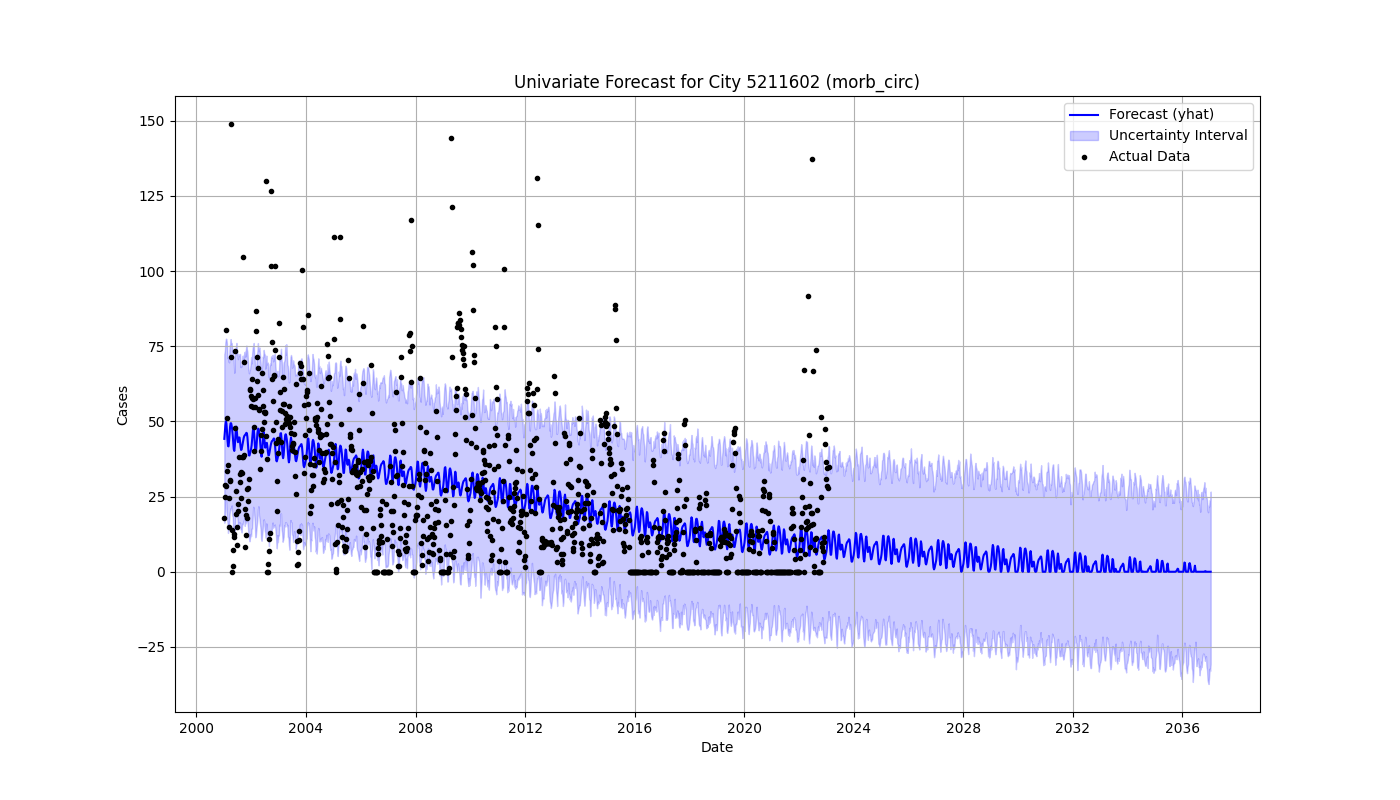 Univariate Forecast for City 5211602 (morb_circ)
Forecast (yhat)
Uncertainty Interval
Actual Data
Cases
150
125
100
75
50
25
0
−25
2000 2004 2008 2012 2016 2020 2024 2028 2032 2036
Date